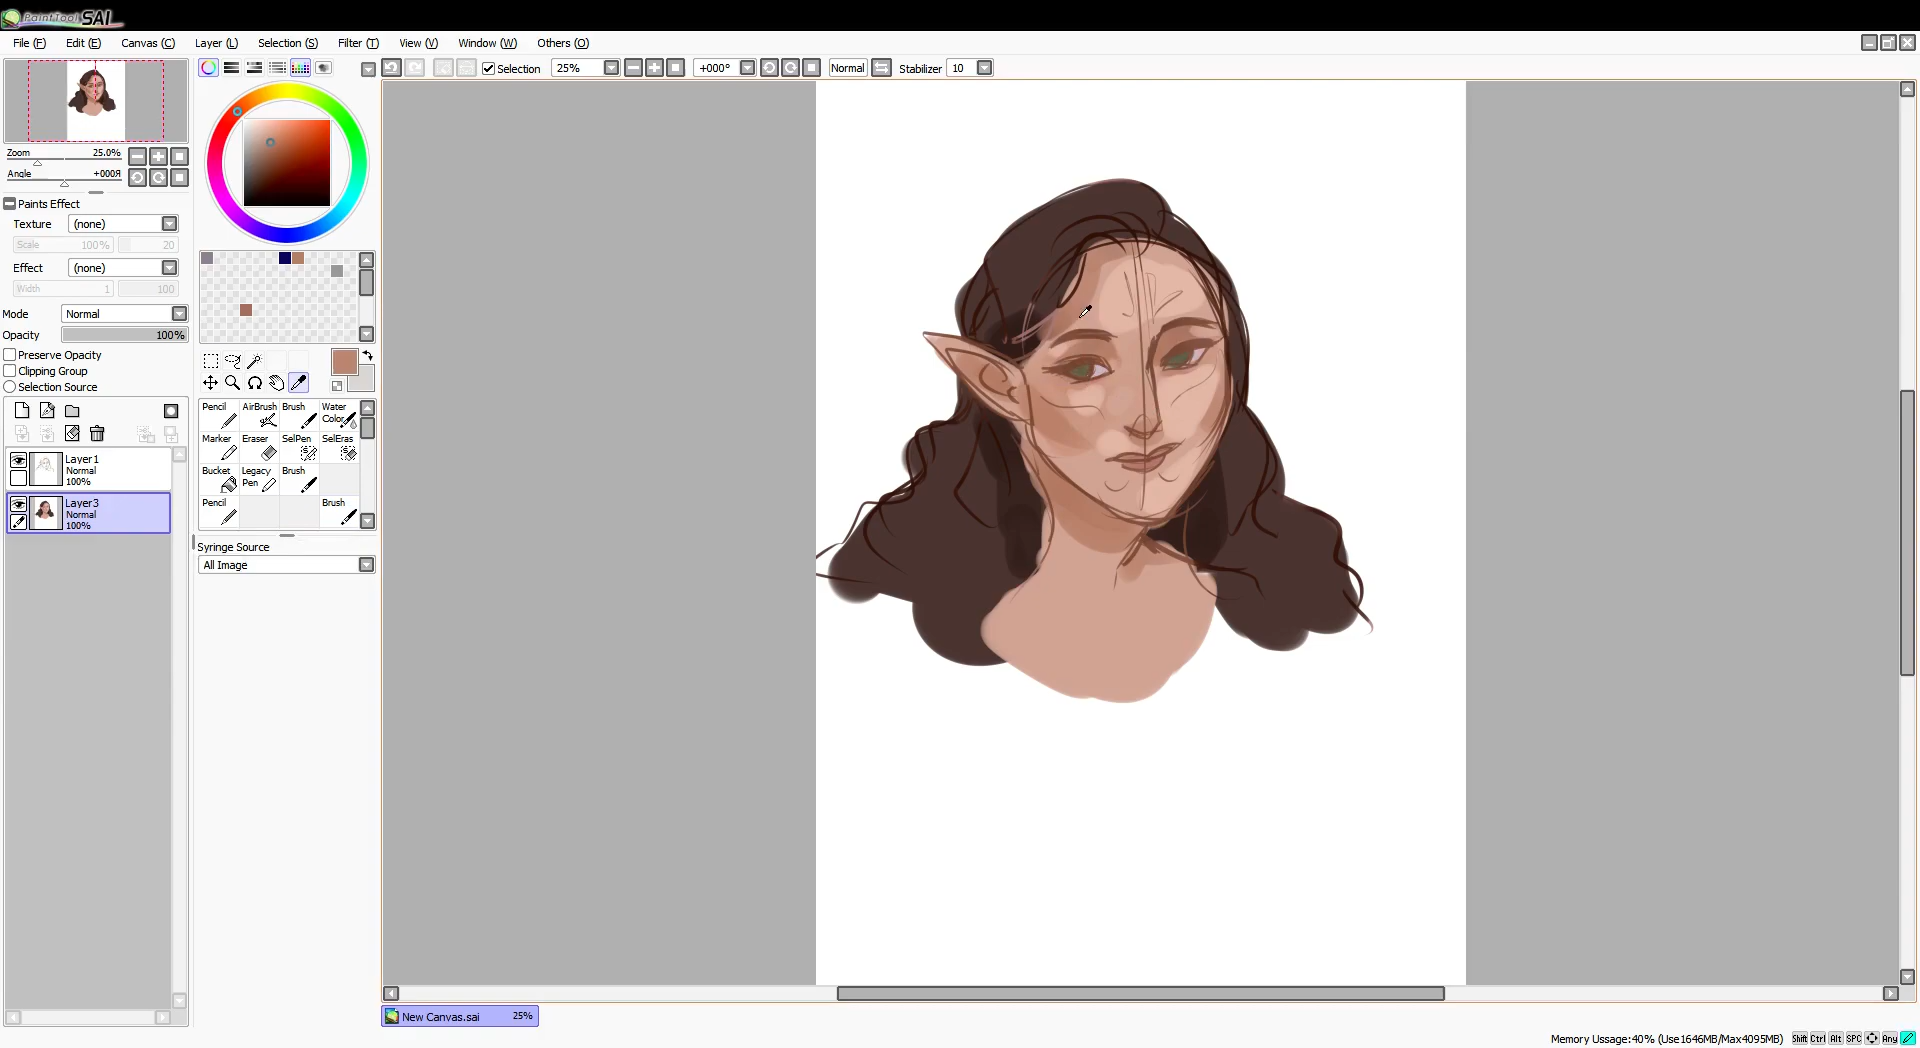 PaintTool SAI
File (F) Edit (E) Canvas (C) Layer (L) Selection (S) Filter (T) View (V) Window (W) Others (O)
Selection 25% +000° Normal Stabilizer 10
Zoom 25.0%
Angle +000Я
Paints Effect
Texture (none)
Scale 100% 20
Effect (none)
Width 1 100
Mode Normal
Opacity 100%
Preserve Opacity
Clipping Group
Selection Source
Layer1
Normal
100%
Layer3
Normal
100%
Pencil AirBrush Brush Water Color
Marker Eraser SelPen SelEras
Bucket Legacy Pen Brush
Pencil Brush
Syringe Source
All Image
New Canvas.sai 25%
Memory Ussage:40% (Use1646MB/Max4095MB) Shift Ctrl Alt SPC Any